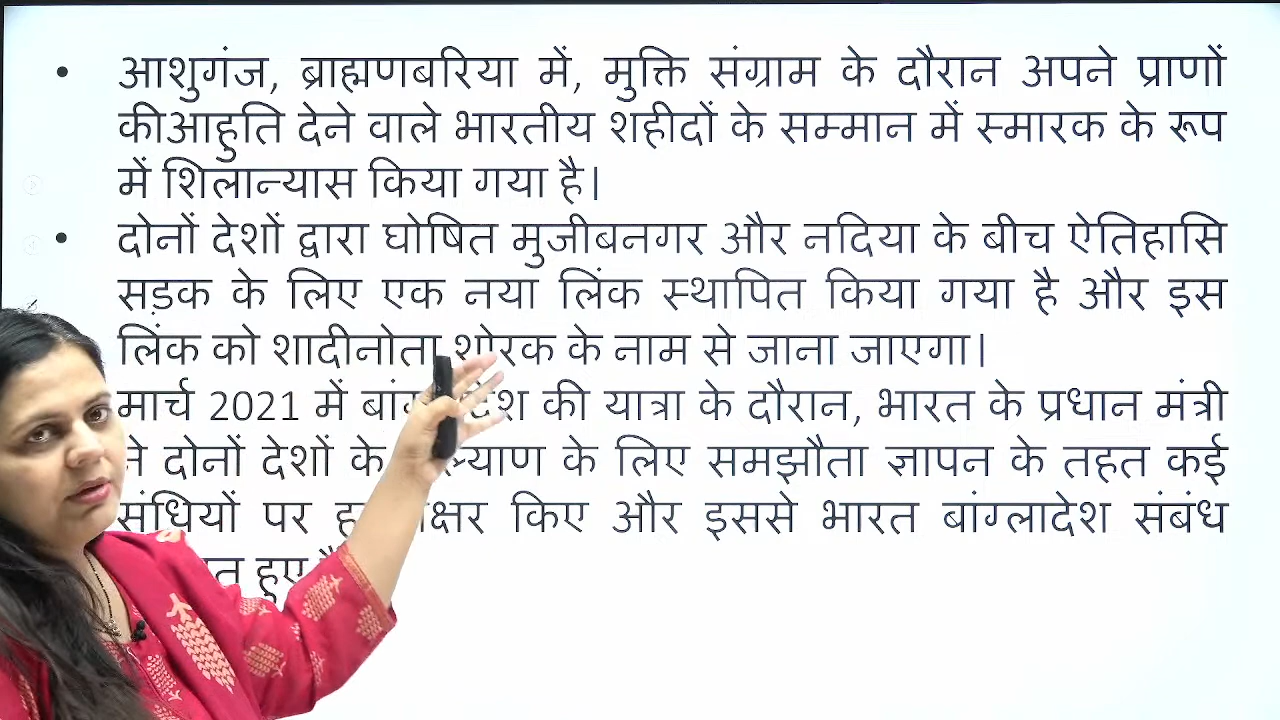 • आशुगंज, ब्राह्मणबरिया में, मुक्ति संग्राम के दौरान अपने प्राणों
कीआहुति देने वाले भारतीय शहीदों के सम्मान में स्मारक के रूप
में शिलान्यास किया गया है।
• दोनों देशों द्वारा घोषित मुजीबनगर और नदिया के बीच ऐतिहासि
सड़क के लिए एक नया लिंक स्थापित किया गया है और इस
लिंक को शादीनोता शोरक के नाम से जाना जाएगा।
मार्च 2021 में की यात्रा के दौरान, भारत के प्रधान मंत्री
दोनों देशों के के लिए समझौता ज्ञापन के तहत कई
संधियों पर किए और इससे भारत बांग्लादेश संबंध
हुए